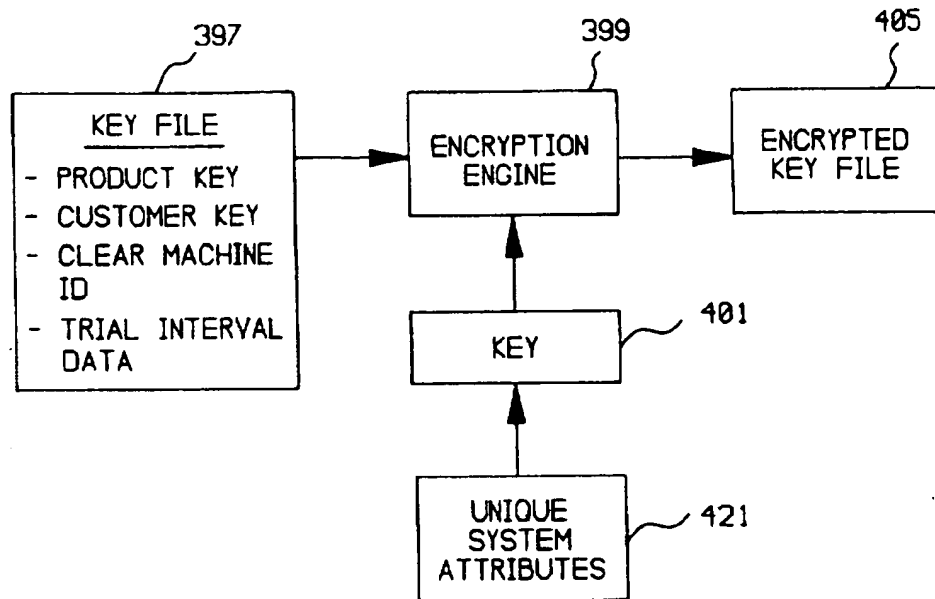 397
399
405
KEY FILE
- PRODUCT KEY
- CUSTOMER KEY
- CLEAR MACHINE
ID
- TRIAL INTERVAL
DATA
ENCRYPTION
ENGINE
ENCRYPTED
KEY FILE
KEY
401
UNIQUE
SYSTEM
ATTRIBUTES
421